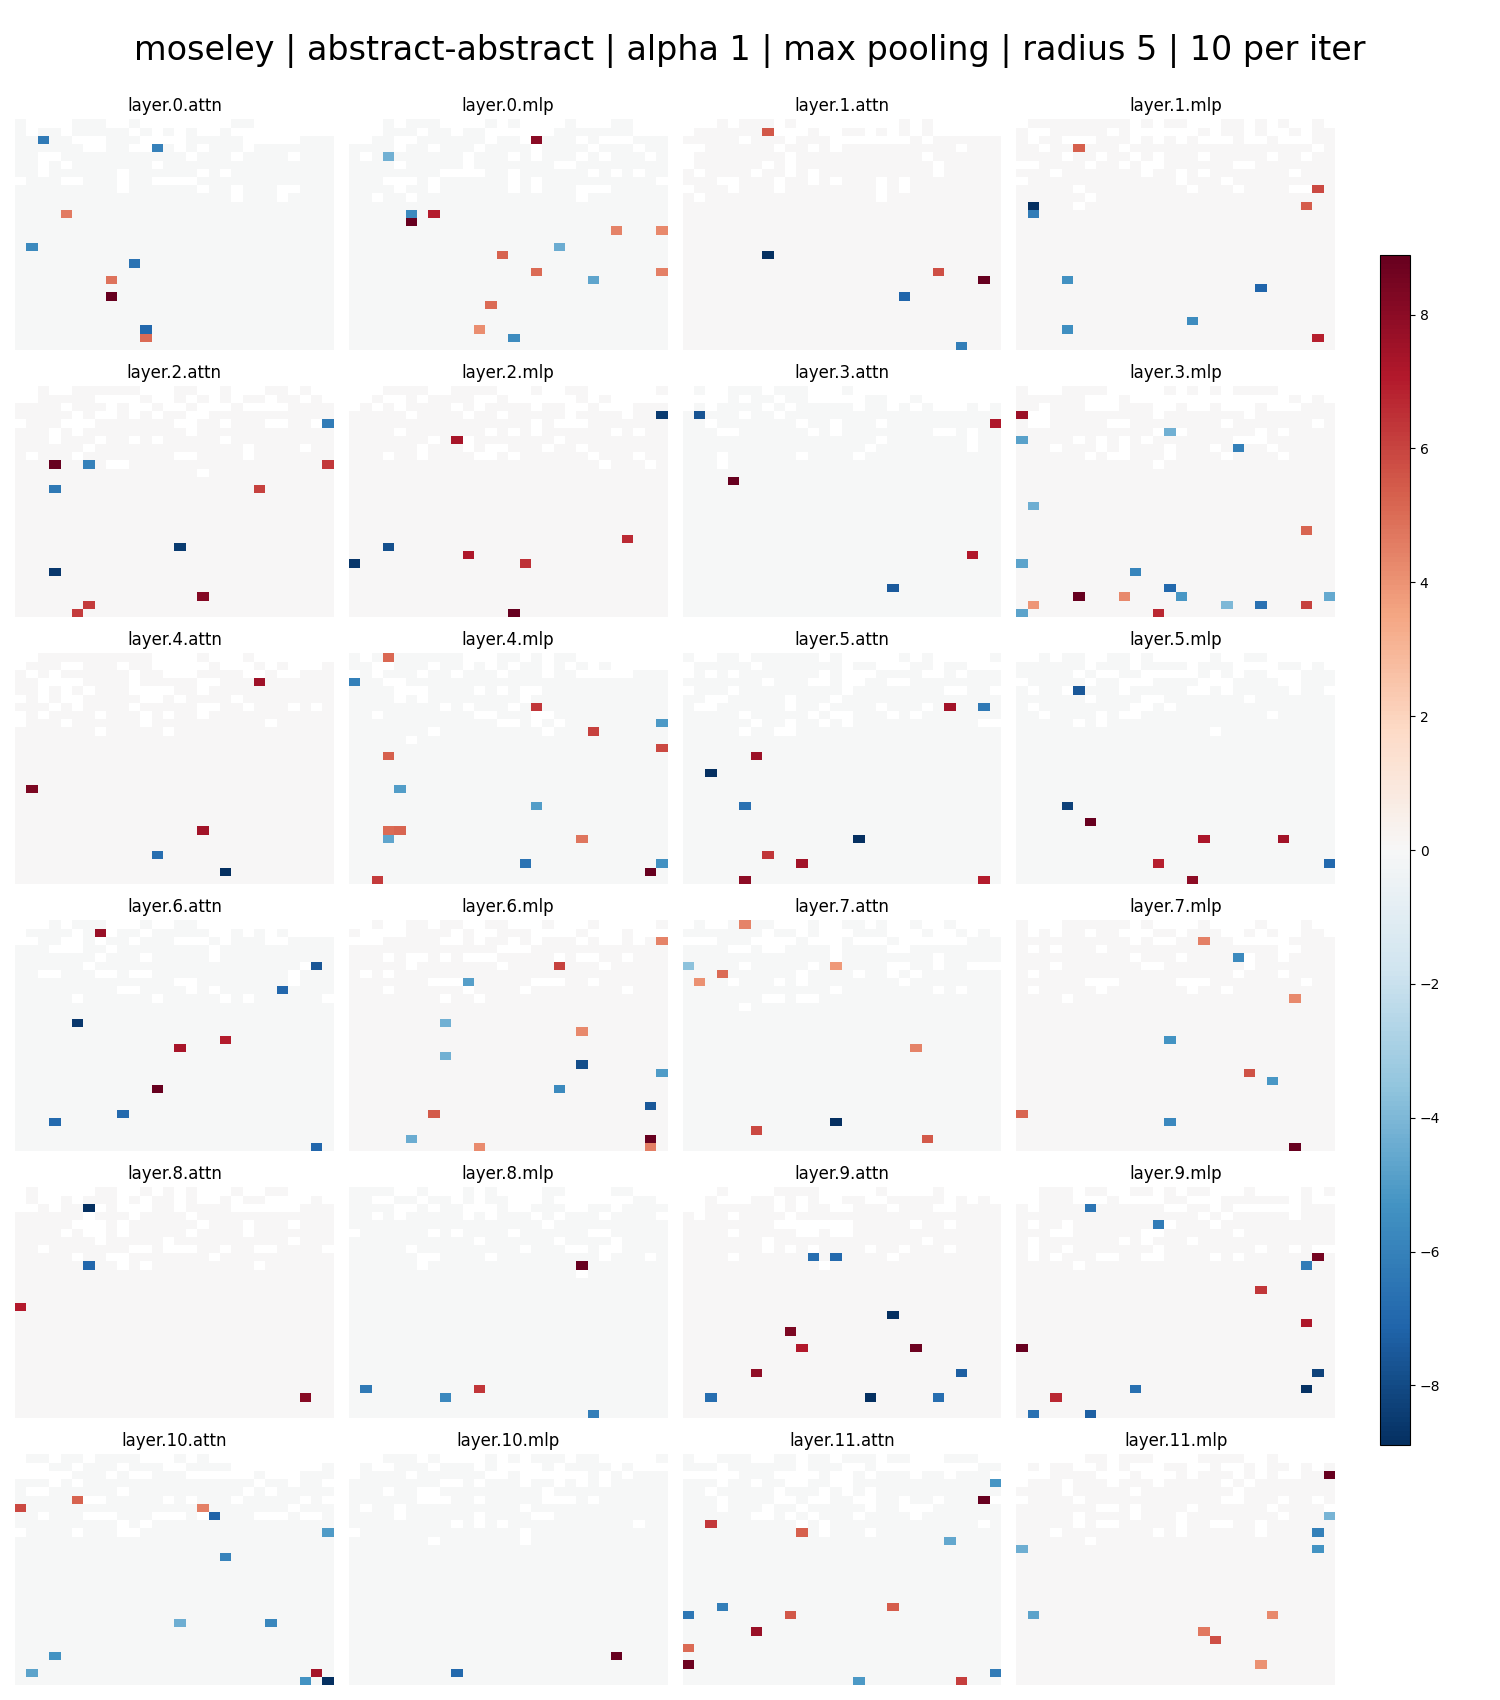 moseley | abstract-abstract | alpha 1 | max pooling | radius 5 | 10 per iter
layer.0.attn
layer.0.mlp
layer.1.attn
layer.1.mlp
layer.2.attn
layer.2.mlp
layer.3.attn
layer.3.mlp
layer.4.attn
layer.4.mlp
layer.5.attn
layer.5.mlp
layer.6.attn
layer.6.mlp
layer.7.attn
layer.7.mlp
layer.8.attn
layer.8.mlp
layer.9.attn
layer.9.mlp
layer.10.attn
layer.10.mlp
layer.11.attn
layer.11.mlp
8
6
4
2
0
−2
−4
−6
−8